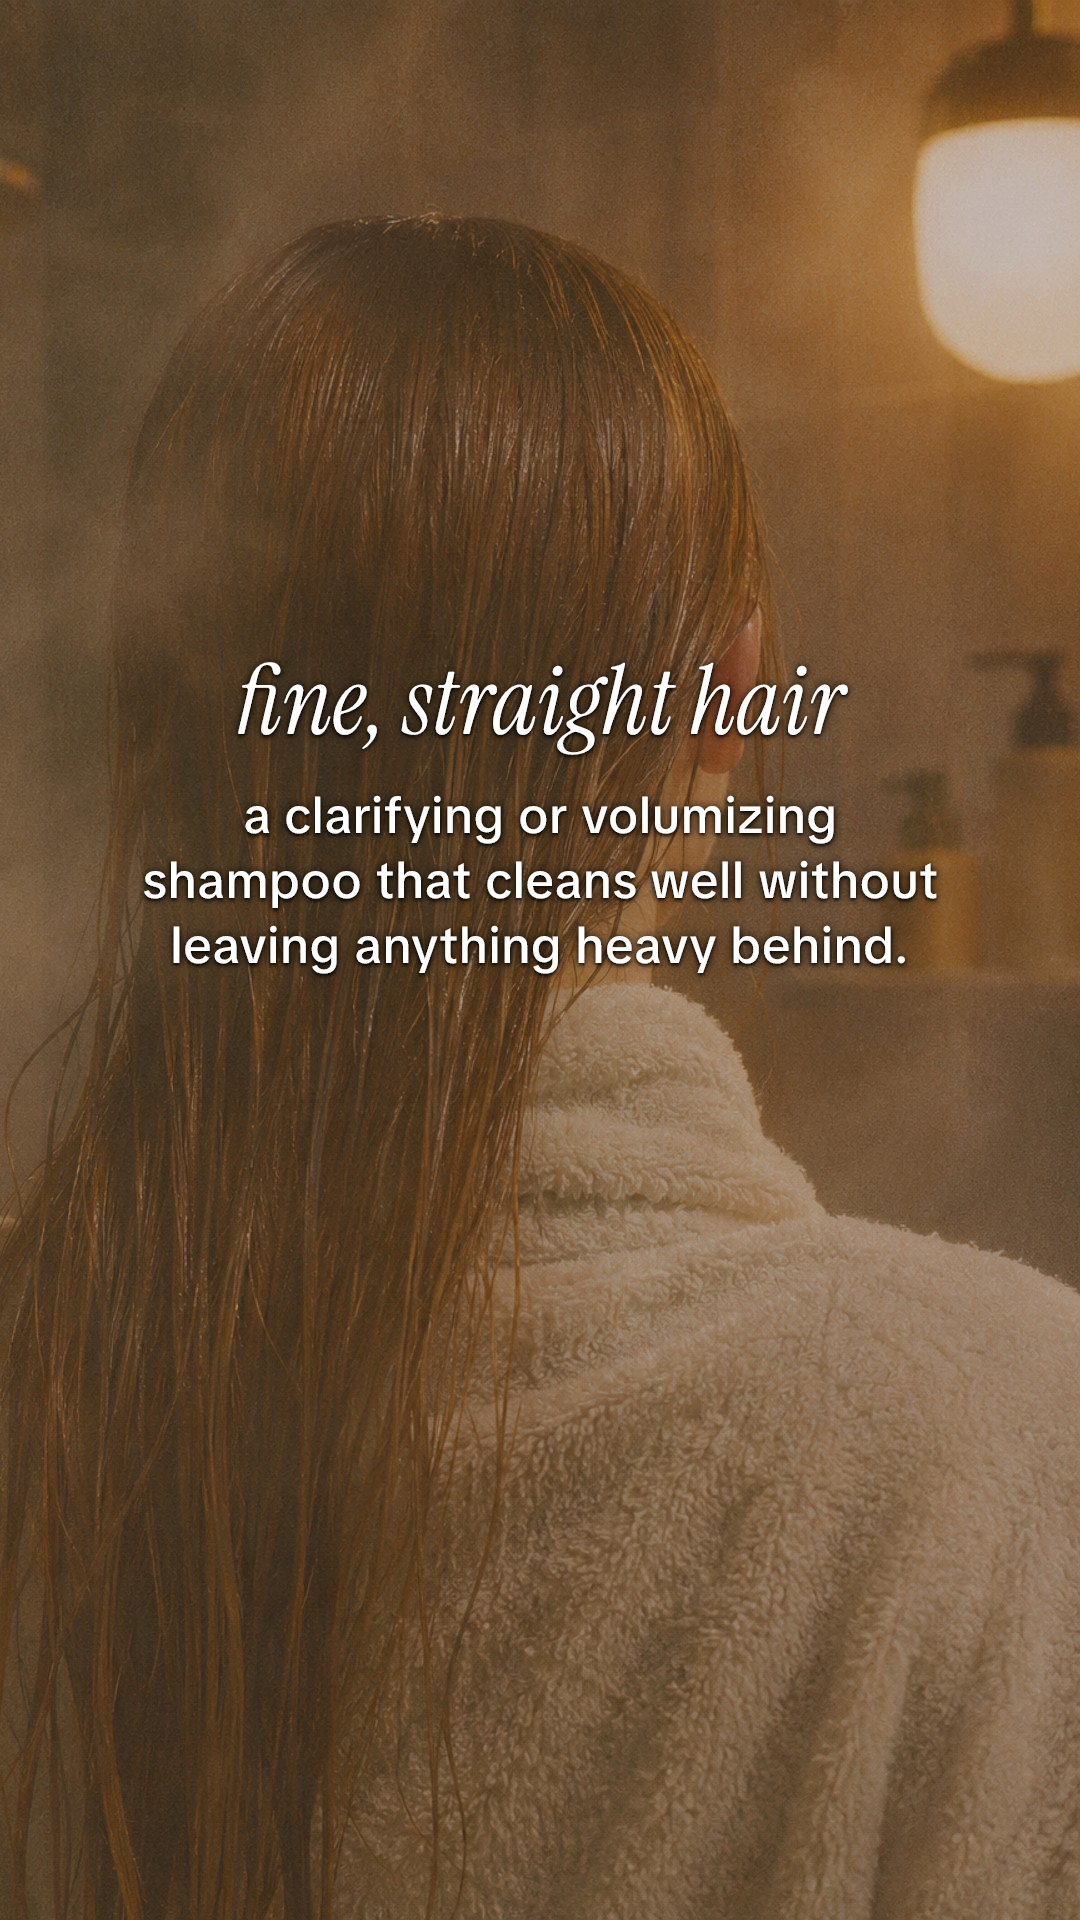 fine, straight hair
a clarifying or volumizing
shampoo that cleans well without
leaving anything heavy behind.